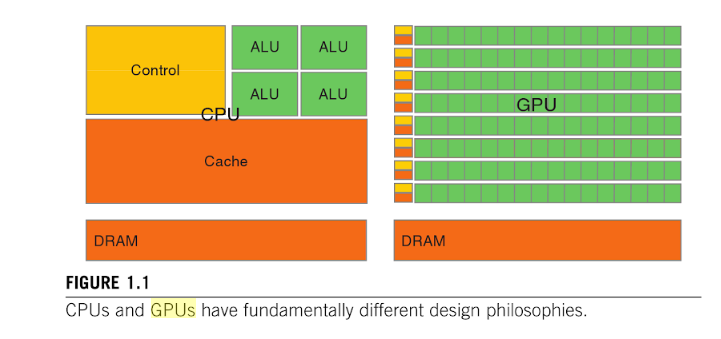 Control
ALU ALU
ALU ALU
CPU
Cache
DRAM
GPU
DRAM
FIGURE 1.1
CPUs and GPUs have fundamentally different design philosophies.